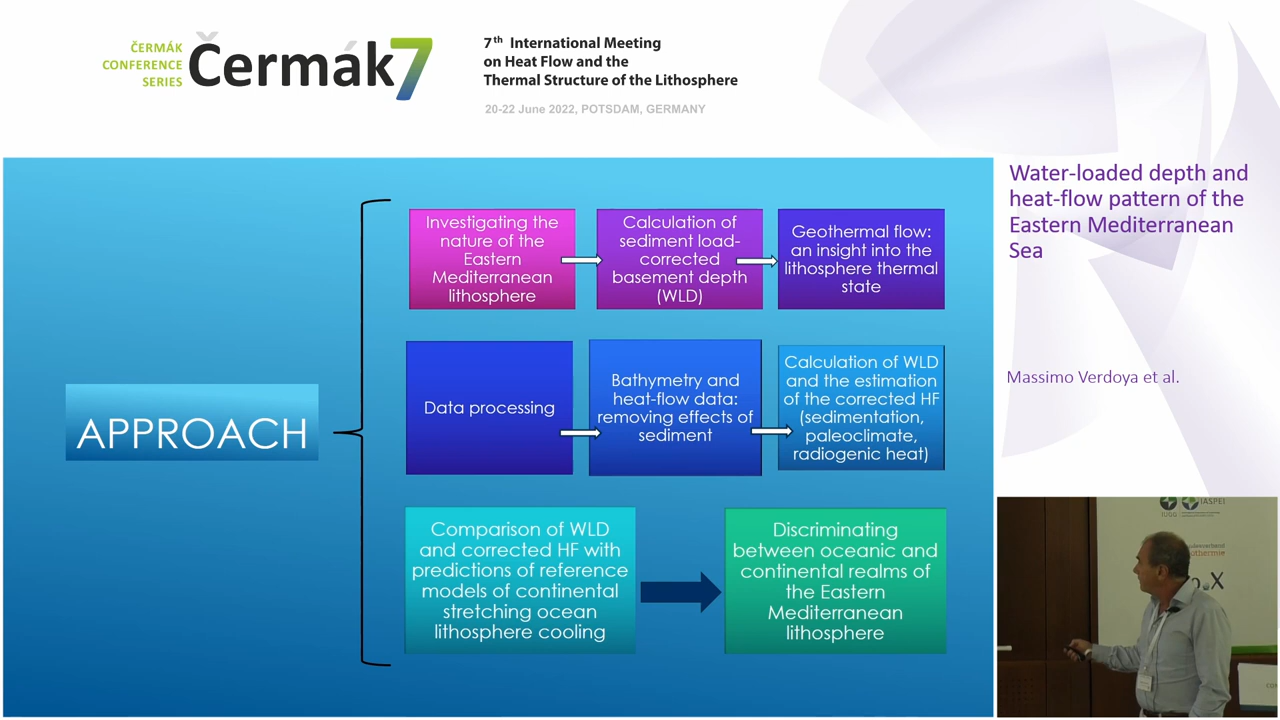 ČERMÁK
CONFERENCE
SERIES
Čermák7
7th International Meeting
on Heat Flow and the
Thermal Structure of the Lithosphere
20-22 June 2022, POTSDAM, GERMANY
APPROACH
Investigating the
nature of the
Eastern
Mediterranean
lithosphere
Calculation of
sediment load-
corrected
basement depth
(WLD)
Geothermal flow:
an insight into the
lithosphere thermal
state
Data processing
Bathymetry and
heat-flow data:
removing effects of
sediment
Calculation of WLD
and the estimation
of the corrected HF
(sedimentation,
paleoclimate,
radiogenic heat)
Comparison of WLD
and corrected HF with
predictions of reference
models of continental
stretching ocean
lithosphere cooling
Discriminating
between oceanic and
continental realms of
the Eastern
Mediterranean
lithosphere
Water-loaded depth and
heat-flow pattern of the
Eastern Mediterranean
Sea
Massimo Verdoya et al.
IUGG
IASPEI